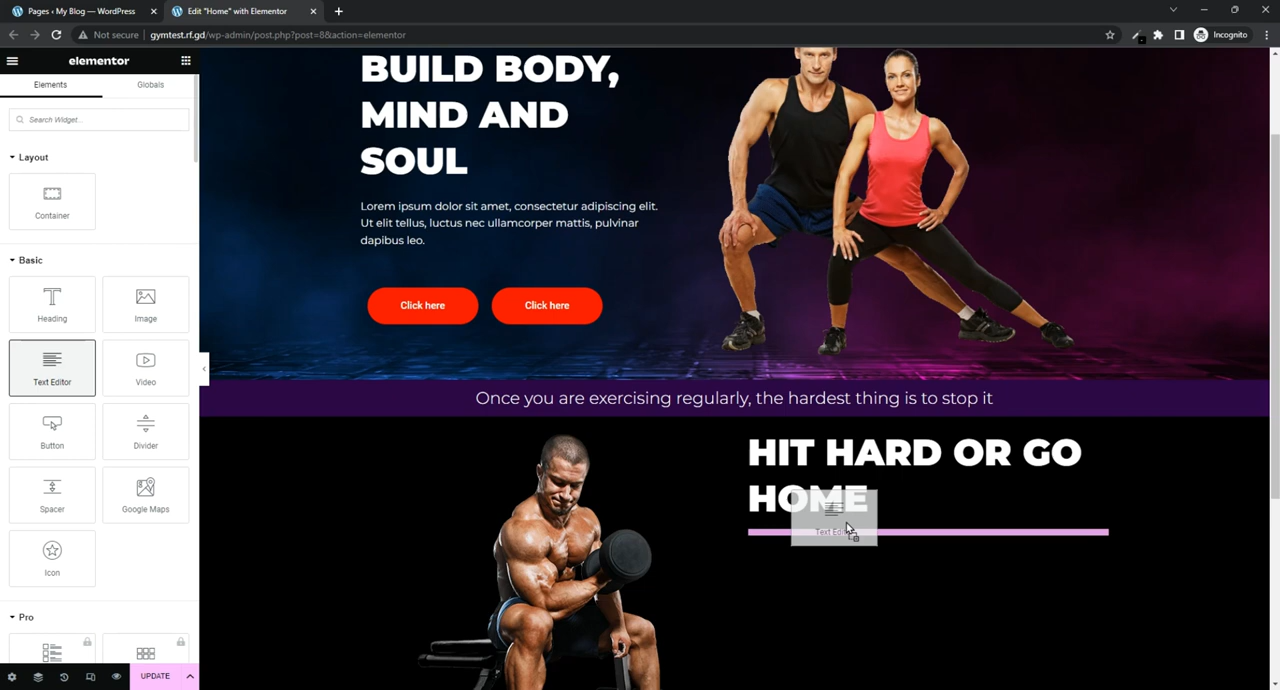 Pages ‹ My Blog — WordPress
Edit "Home" with Elementor
Not secure
gymtest.rf.gd/wp-admin/post.php?post=8&action=elementor
Incognito
elementor
Elements
Globals
Search Widget...
Layout
Container
Basic
Heading
Image
Text Editor
Video
Button
Divider
Spacer
Google Maps
Icon
Pro
UPDATE
BUILD BODY,
MIND AND
SOUL
Lorem ipsum dolor sit amet, consectetur adipiscing elit.
Ut elit tellus, luctus nec ullamcorper mattis, pulvinar
dapibus leo.
Click here
Click here
Once you are exercising regularly, the hardest thing is to stop it
HIT HARD OR GO
HOME
Text Editor